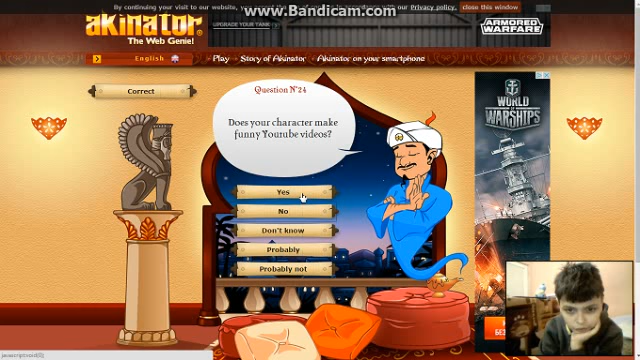 www.Bandicam.com
By continuing your visit to our website, you
Privacy policy. close this window
UPGRADE YOUR TANK
akinator®
The Web Genie!
ARMORED
WARFARE
English
Play - Story of Akinator - Akinator on your smartphone
Correct
Question N°24
Does your character make
funny Youtube videos?
Yes
No
Don't know
Probably
Probably not
WORLD
OF
WARSHIPS
javascript:void(0);